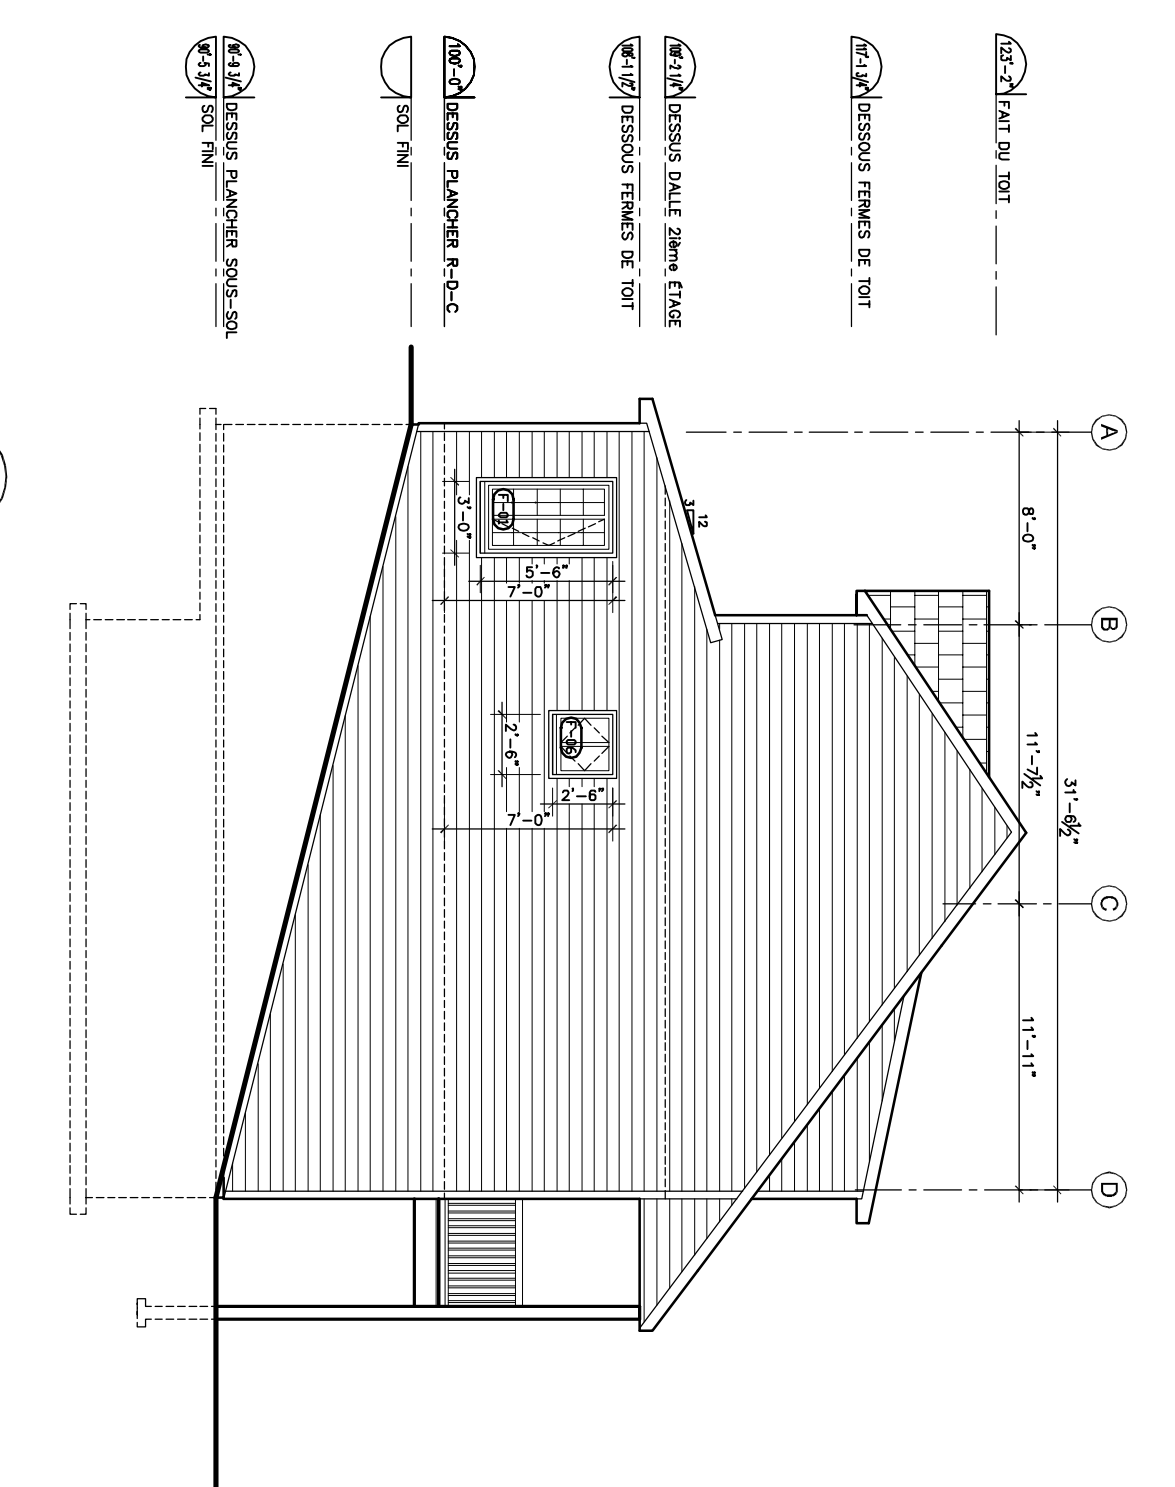 A
B
C
D
31'-6½"
8'-0"
11'-7½"
11'-11"
123'-2"
FAIT DU TOIT
117'-1 3/4"
DESSOUS FERMES DE TOIT
109'-2 1/4"
DESSUS DALLE 2ième ÉTAGE
108'-1 1/2"
DESSOUS FERMES DE TOIT
100'-0"
DESSUS PLANCHER R-D-C
SOL FINI
90'-9 3/4"
DESSUS PLANCHER SOUS-SOL
90'-5 3/4"
SOL FINI
12
3
F-01
3'-0"
5'-6"
7'-0"
F-06
2'-6"
2'-6"
7'-0"